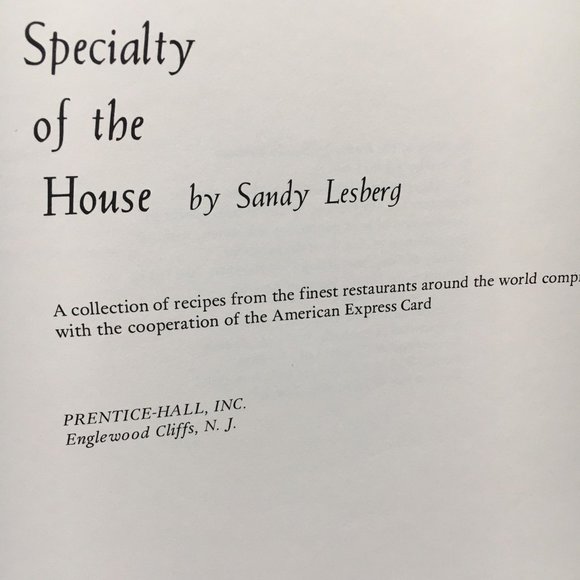 Specialty
of the
House by Sandy Lesberg
A collection of recipes from the finest restaurants around the world
with the cooperation of the American Express Card
PRENTICE-HALL, INC.
Englewood Cliffs, N. J.